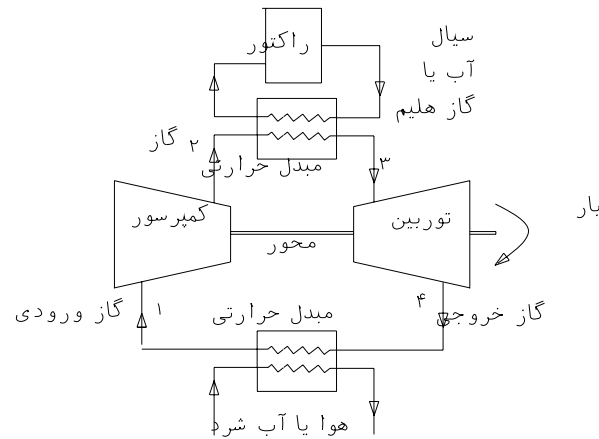 راکتور
سیال
آب یا
گاز هلیم
گاز ۲
مبدل حرارتی
۳
کمپرسور
توربین
بار
محور
گاز ورودی ۱
مبدل حرارتی
۴
گاز خروجی
هوا یا آب شرد